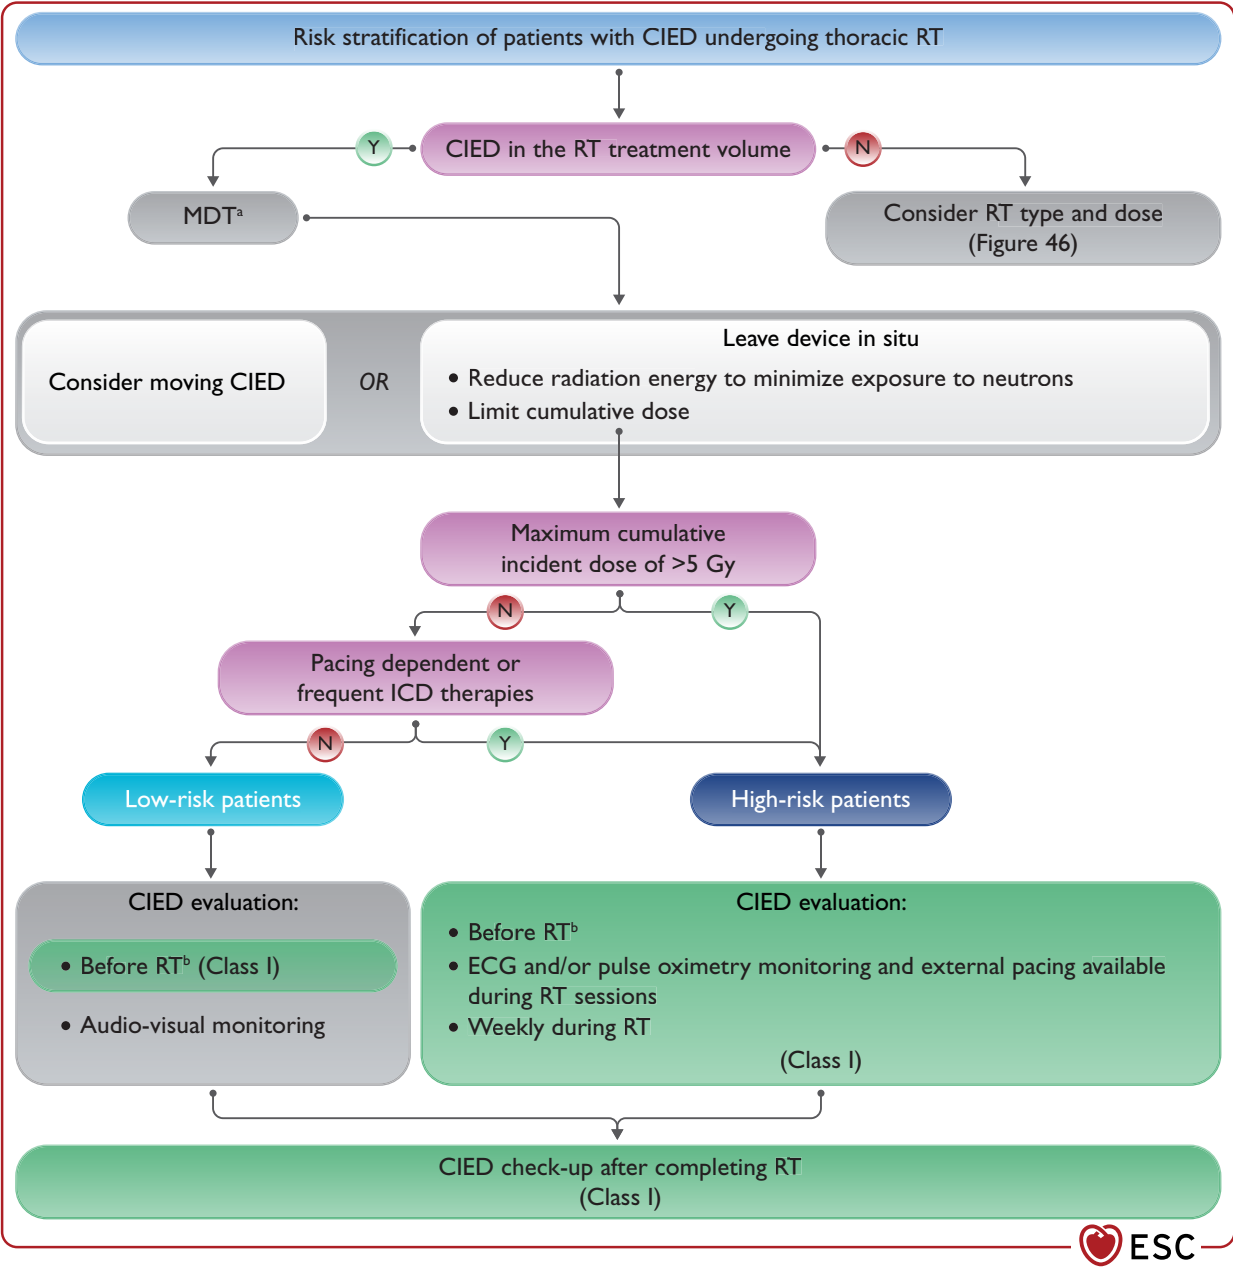 Risk stratification of patients with CIED undergoing thoracic RT
Y
CIED in the RT treatment volume
N
MDTᵃ
Consider RT type and dose
(Figure 46)
Consider moving CIED
OR
Leave device in situ
• Reduce radiation energy to minimize exposure to neutrons
• Limit cumulative dose
Maximum cumulative
incident dose of >5 Gy
N
Y
Pacing dependent or
frequent ICD therapies
N
Y
Low-risk patients
High-risk patients
CIED evaluation:
• Before RTᵇ (Class I)
• Audio-visual monitoring
CIED evaluation:
• Before RTᵇ
• ECG and/or pulse oximetry monitoring and external pacing available
during RT sessions
• Weekly during RT
(Class I)
CIED check-up after completing RT
(Class I)
ESC